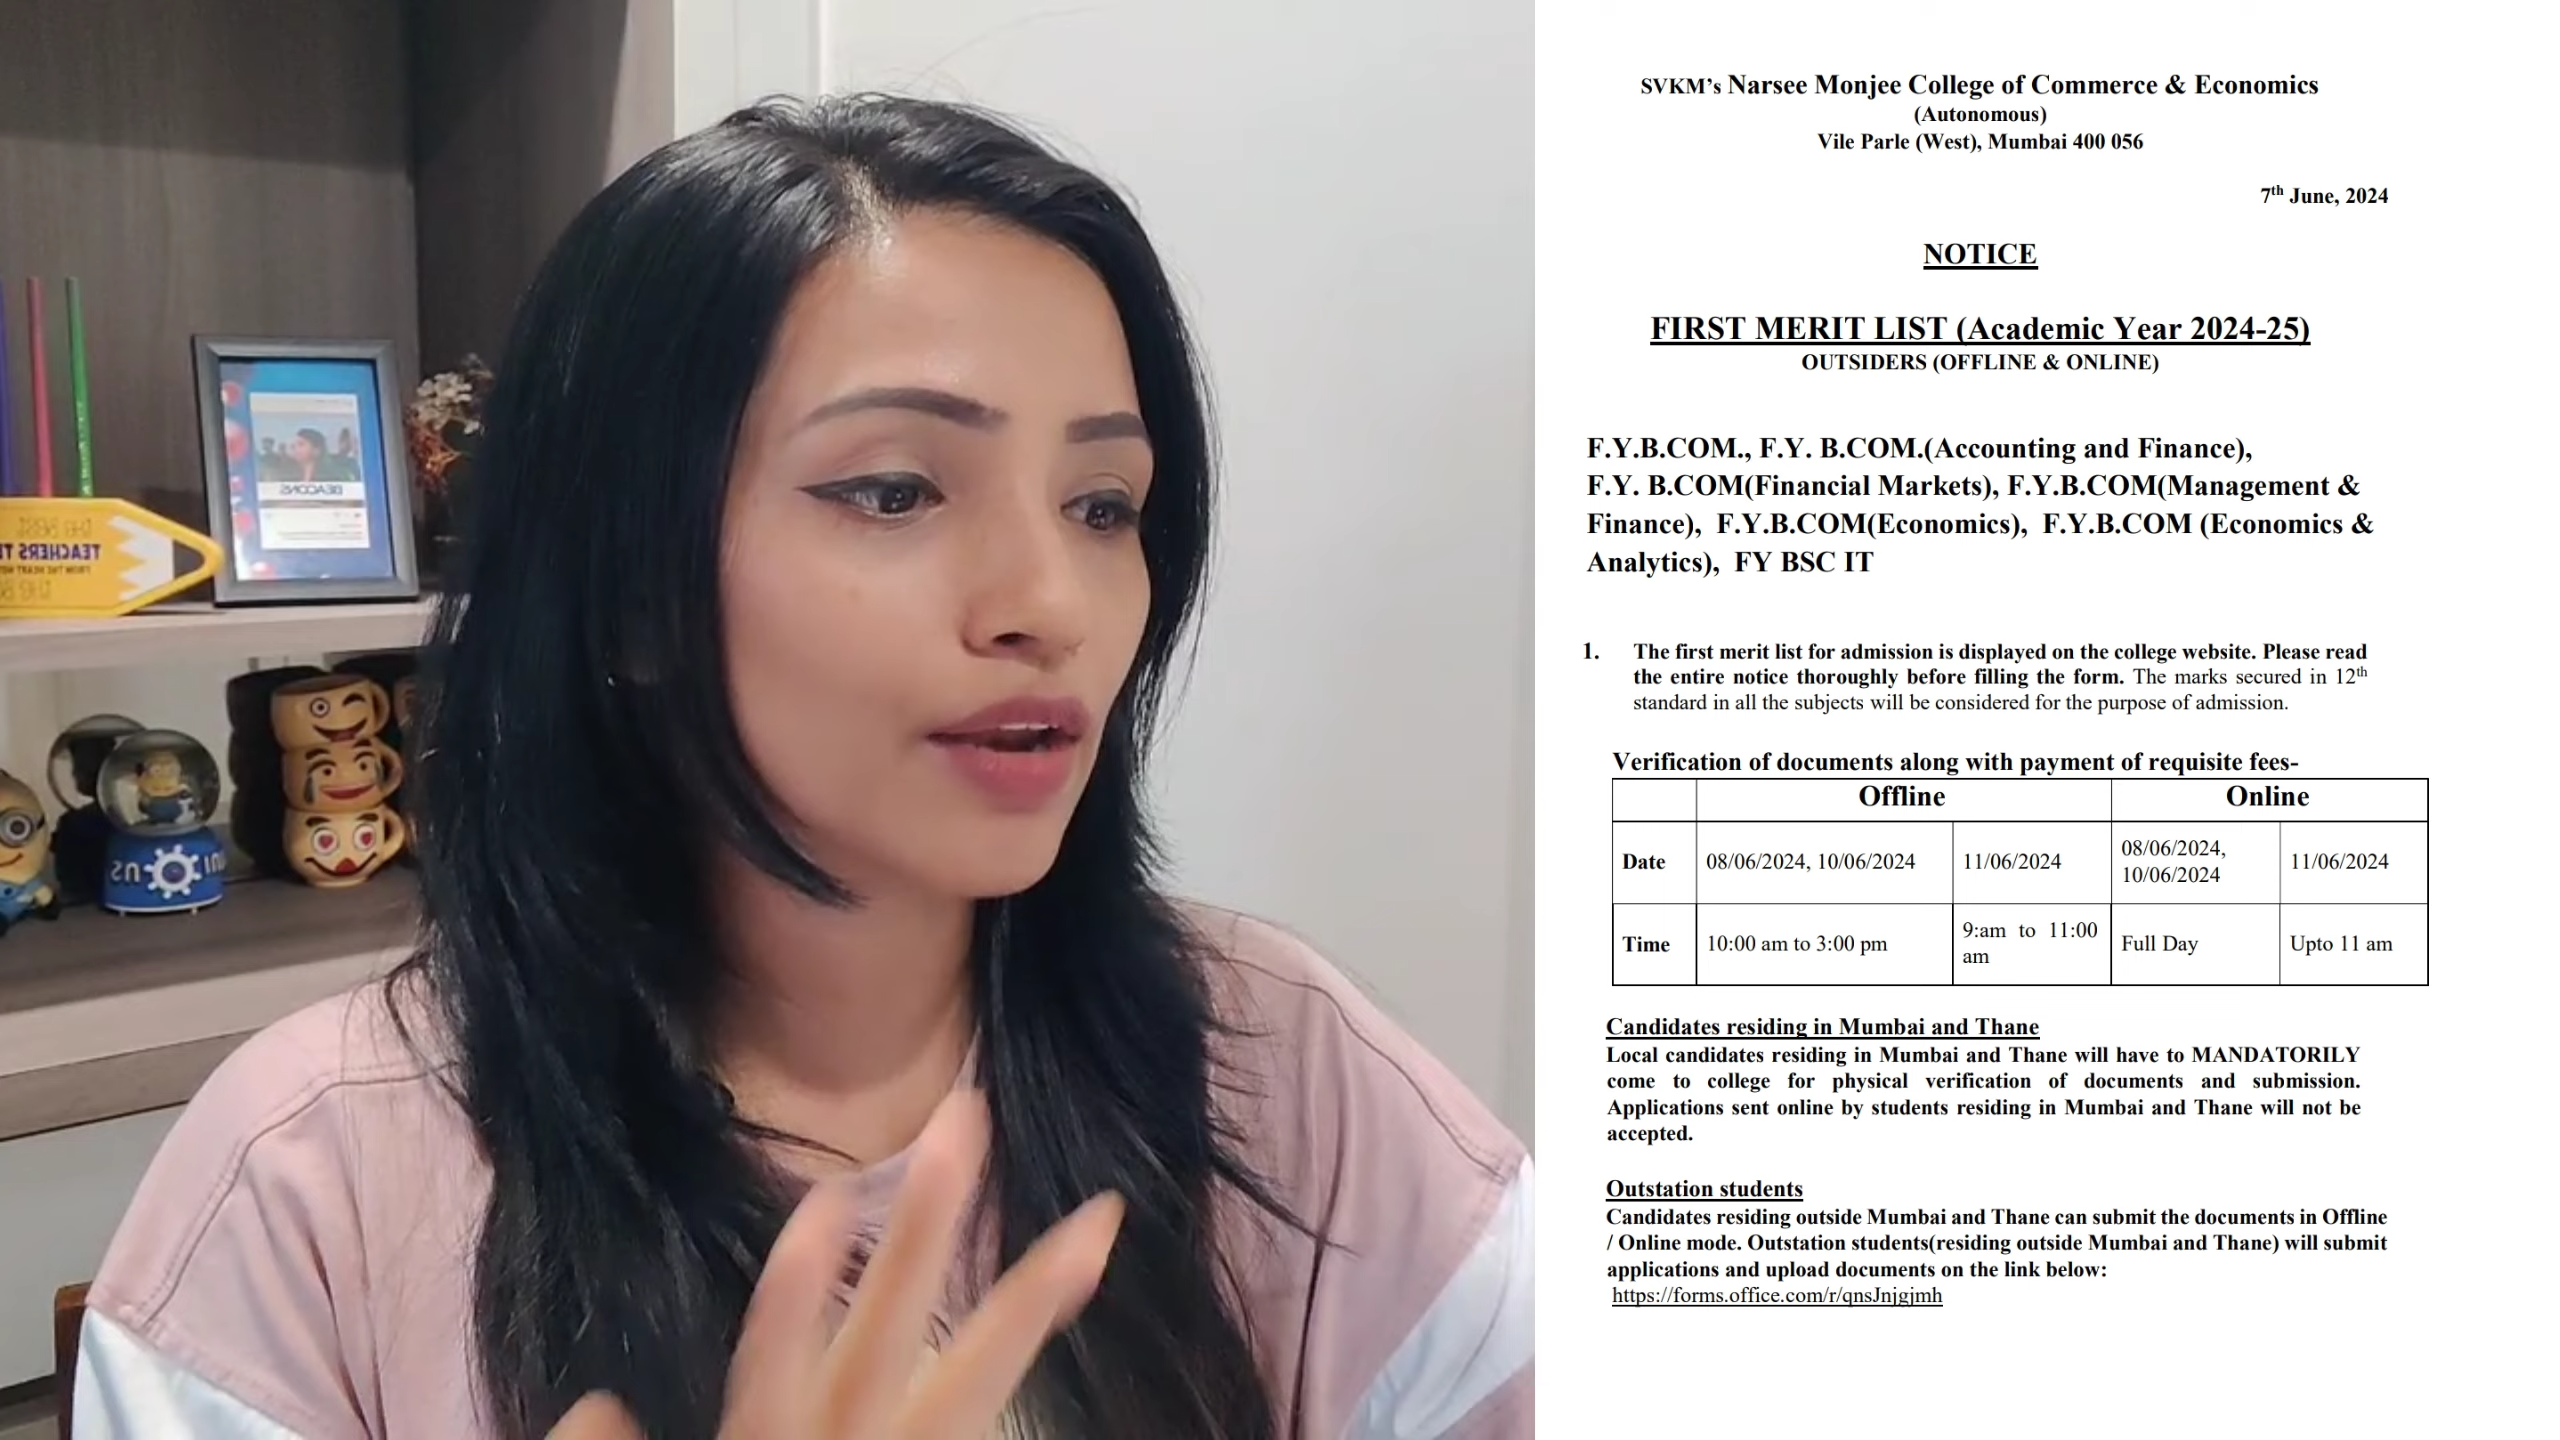 BEACONS
TEACHERS
FROM THE HEART
SVKM's Narsee Monjee College of Commerce & Economics
(Autonomous)
Vile Parle (West), Mumbai 400 056
7th June, 2024
NOTICE
FIRST MERIT LIST (Academic Year 2024-25)
OUTSIDERS (OFFLINE & ONLINE)
F.Y.B.COM., F.Y. B.COM.(Accounting and Finance),
F.Y. B.COM(Financial Markets), F.Y.B.COM(Management &
Finance), F.Y.B.COM(Economics), F.Y.B.COM (Economics &
Analytics), FY BSC IT
1. The first merit list for admission is displayed on the college website. Please read
the entire notice thoroughly before filling the form. The marks secured in 12th
standard in all the subjects will be considered for the purpose of admission.
Verification of documents along with payment of requisite fees-
Offline Online
Date 08/06/2024, 10/06/2024 11/06/2024 08/06/2024, 10/06/2024 11/06/2024
Time 10:00 am to 3:00 pm 9:am to 11:00 am Full Day Upto 11 am
Candidates residing in Mumbai and Thane
Local candidates residing in Mumbai and Thane will have to MANDATORILY
come to college for physical verification of documents and submission.
Applications sent online by students residing in Mumbai and Thane will not be
accepted.
Outstation students
Candidates residing outside Mumbai and Thane can submit the documents in Offline
/ Online mode. Outstation students(residing outside Mumbai and Thane) will submit
applications and upload documents on the link below:
https://forms.office.com/r/qnsJnjgjmh